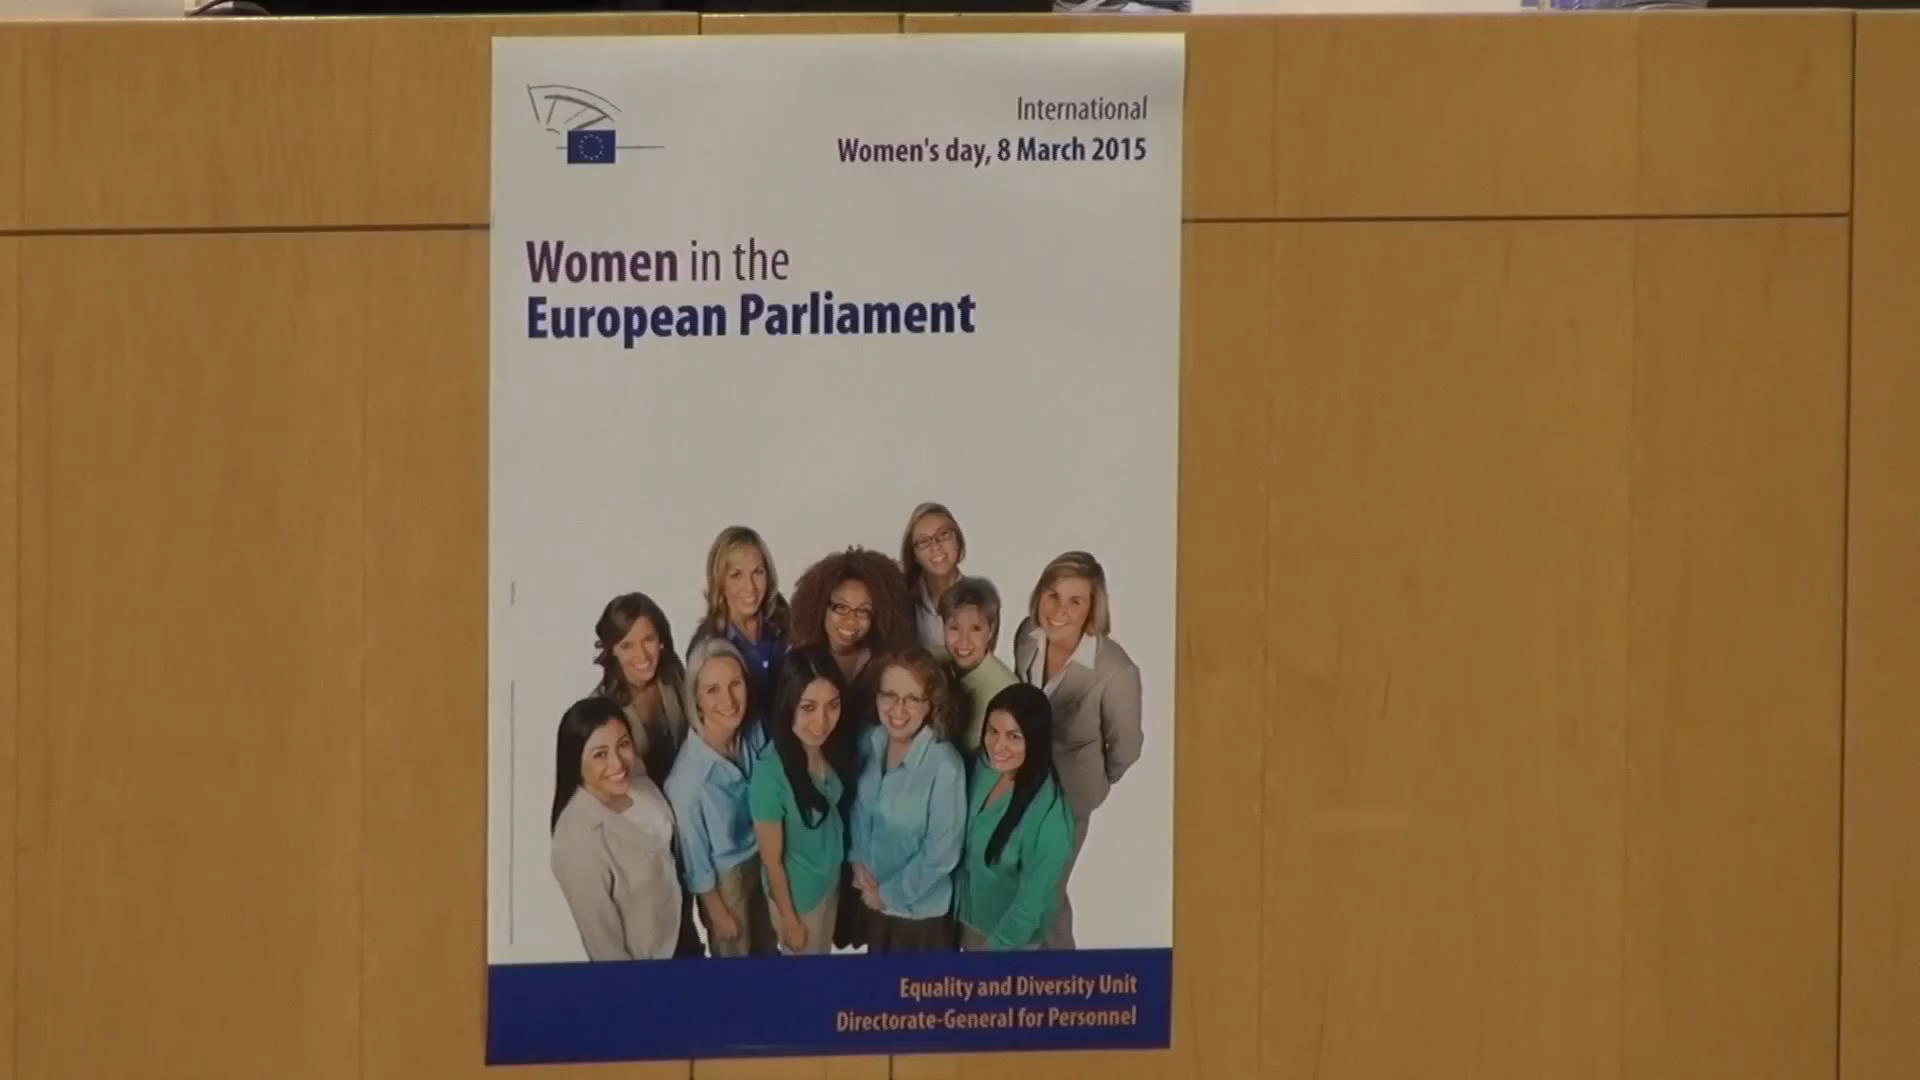 International
Women's day, 8 March 2015
Women in the
European Parliament
Equality and Diversity Unit
Directorate-General for Personnel